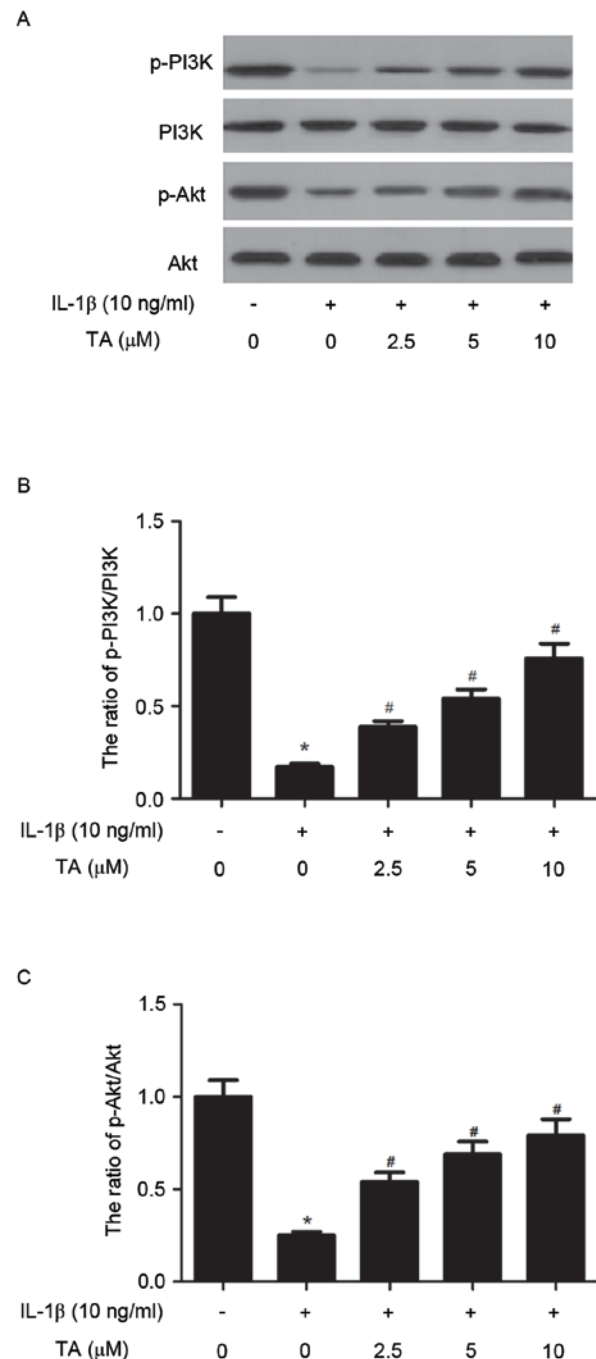 A
p-PI3K
PI3K
p-Akt
Akt
IL-1β (10 ng/ml) - + + + +
TA (μM) 0 0 2.5 5 10
B
The ratio of p-PI3K/PI3K
1.5
1.0
0.5
0.0
* # # #
IL-1β (10 ng/ml) - + + + +
TA (μM) 0 0 2.5 5 10
C
The ratio of p-Akt/Akt
1.5
1.0
0.5
0.0
* # # #
IL-1β (10 ng/ml) - + + + +
TA (μM) 0 0 2.5 5 10